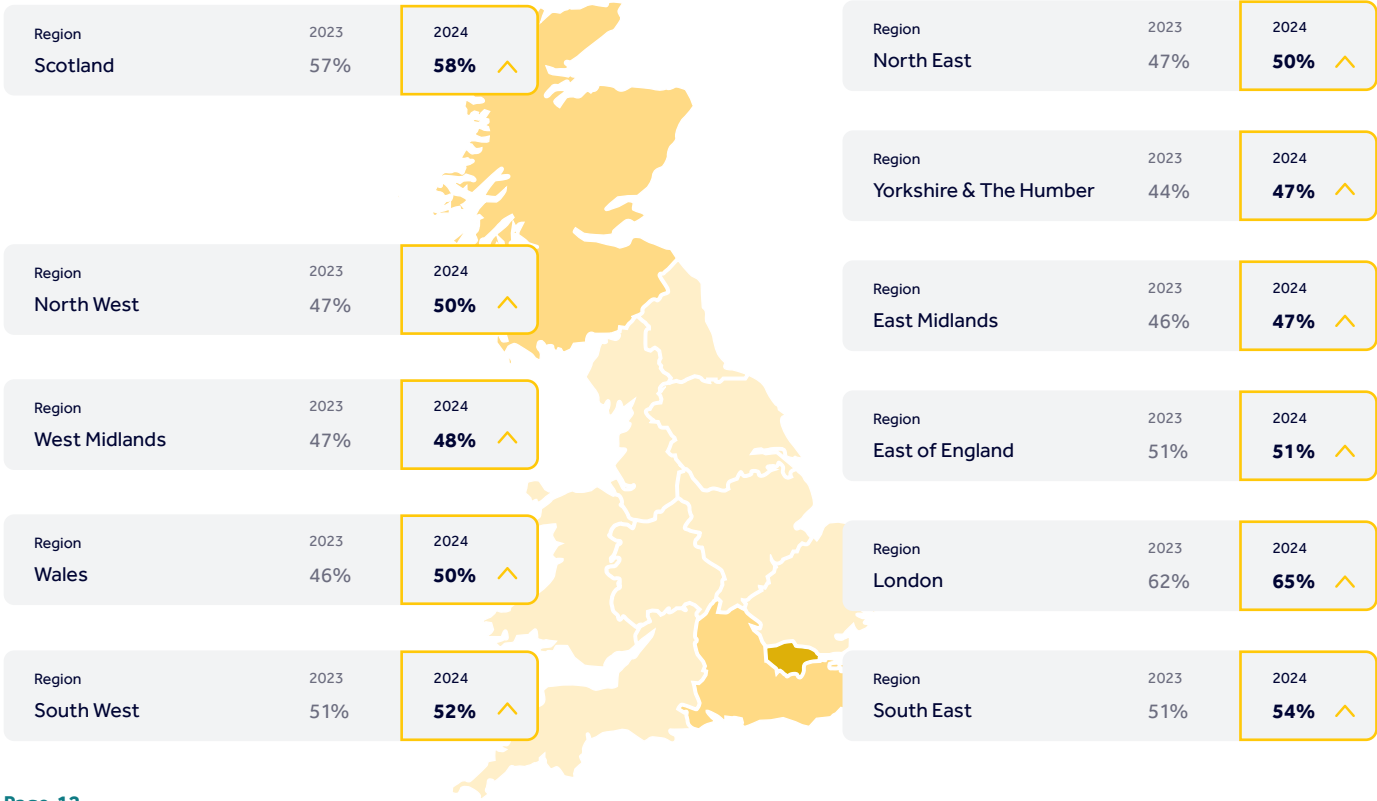 Region 2023 2024
Scotland 57% 58%
Region 2023 2024
North West 47% 50%
Region 2023 2024
West Midlands 47% 48%
Region 2023 2024
Wales 46% 50%
Region 2023 2024
South West 51% 52%
Region 2023 2024
North East 47% 50%
Region 2023 2024
Yorkshire & The Humber 44% 47%
Region 2023 2024
East Midlands 46% 47%
Region 2023 2024
East of England 51% 51%
Region 2023 2024
London 62% 65%
Region 2023 2024
South East 51% 54%